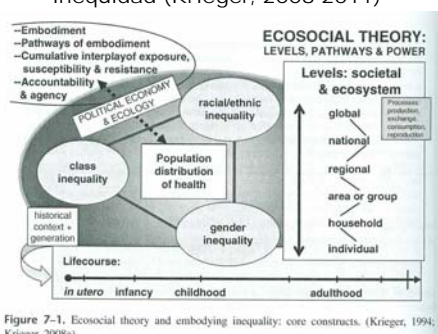 inequidad (Krieger, 2008-2011)
--Embodiment
--Pathways of embodiment
--Cumulative interplayof exposure,
susceptibility & resistance
--Accountability
& agency
ECOSOCIAL THEORY:
LEVELS, PATHWAYS & POWER
POLITICAL ECONOMY
& ECOLOGY
racial/ethnic
inequality
class
inequality
Population
distribution
of health
gender
inequality
historical
context +
generation
Levels: societal
& ecosystem
global
national
regional
area or group
household
individual
Processes:
production,
exchange,
consumption,
reproduction
Lifecourse:
in utero infancy childhood adulthood
Figure 7–1. Ecosocial theory and embodying inequality: core constructs. (Krieger, 1994;
Krieger, 2008a)